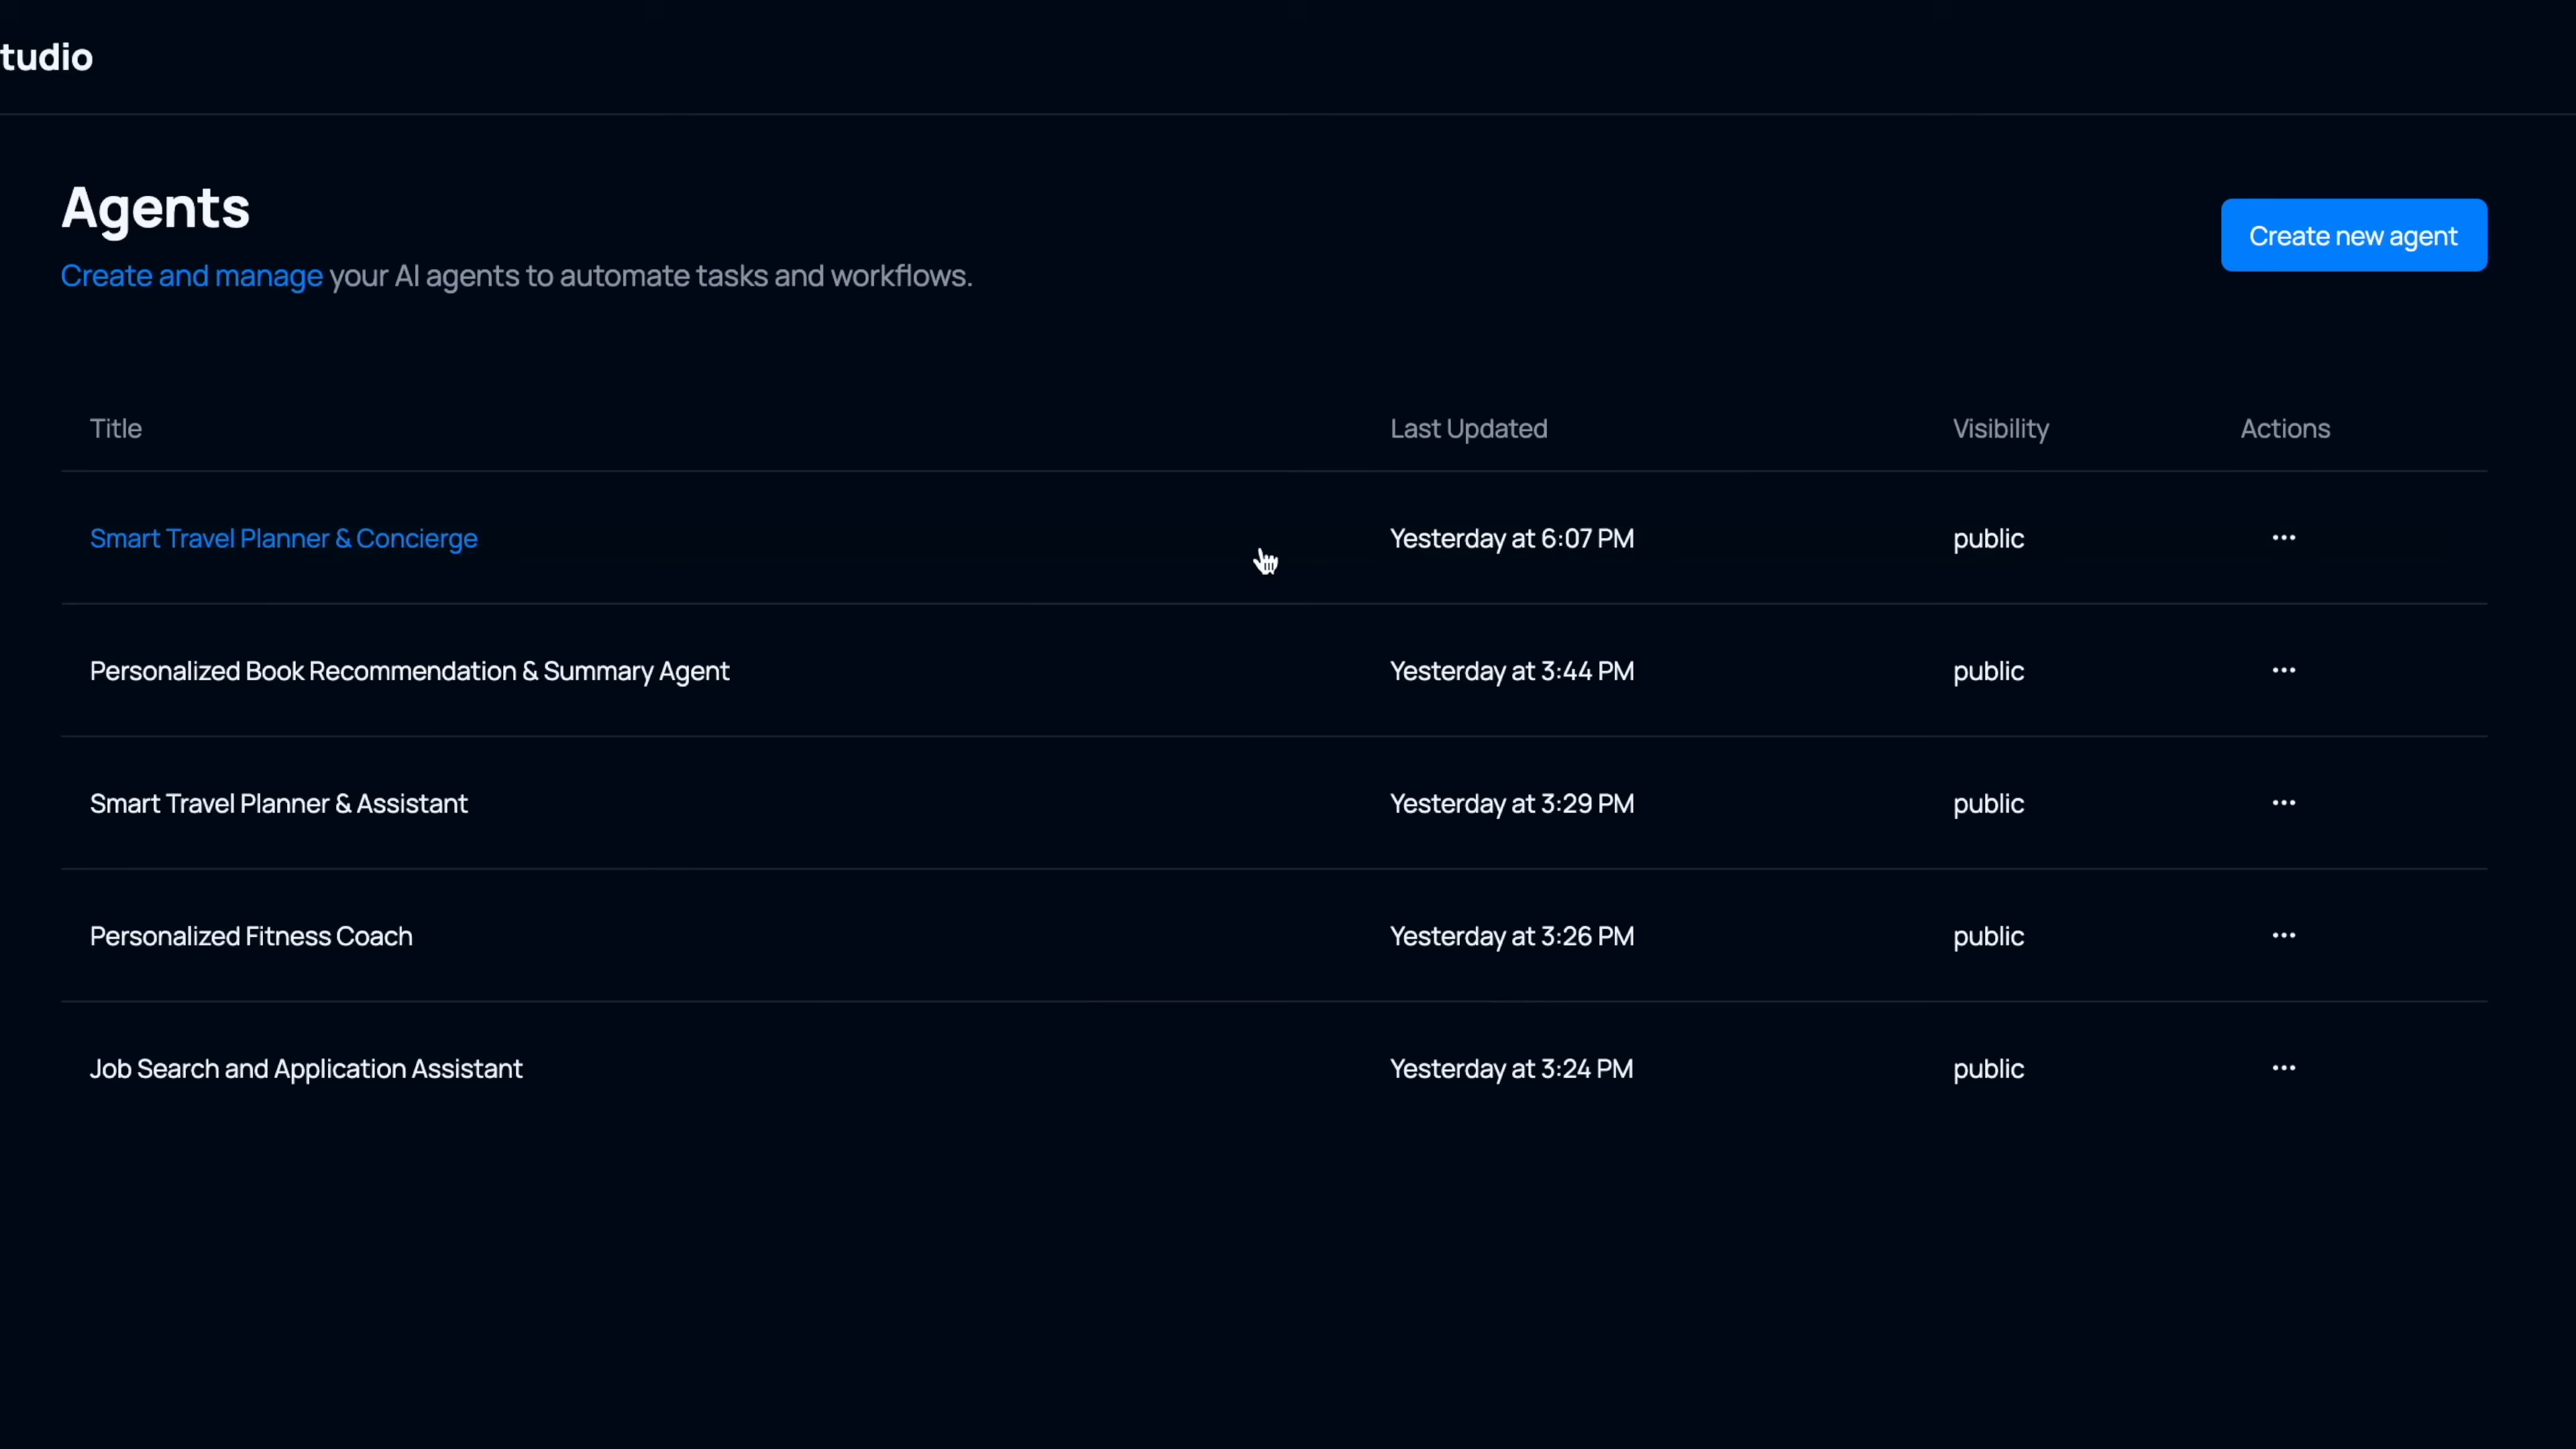 tudio
Agents
Create new agent
Create and manage your AI agents to automate tasks and workflows.
Title Last Updated Visibility Actions
Smart Travel Planner & Concierge Yesterday at 6:07 PM public
Personalized Book Recommendation & Summary Agent Yesterday at 3:44 PM public
Smart Travel Planner & Assistant Yesterday at 3:29 PM public
Personalized Fitness Coach Yesterday at 3:26 PM public
Job Search and Application Assistant Yesterday at 3:24 PM public